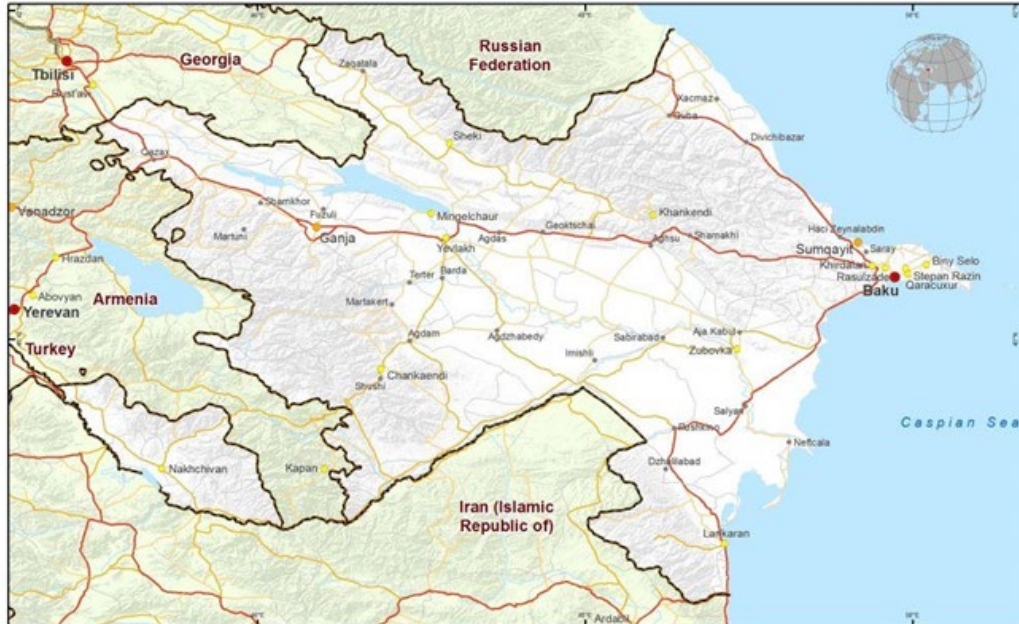 Russian
Federation
Georgia
Tbilisi
Rustavi
Zaqatala
Kacmaz
Quba
Divichibazar
Sheki
Qazax
Shamkhor
Fuzuli
Mingelchaur
Khankendi
Vanadzor
Martuni
Ganja
Yevlakh
Agdas
Geoktschai
Aghsu
Shamakhi
Haci Zeynalabdin
Sumqayit
Saray
Hrazdan
Khirdalan
Biny Selo
Terter
Barda
Rasulzade
Stepan Razin
Qaracuxur
Baku
Abovyan
Armenia
Martakert
Yerevan
Agdam
Agdzhabedy
Sabirabad
Aja Kabul
Turkey
Imishli
Zubovka
Chankaendi
Shushi
Salyan
Caspian Sea
Pushkino
Neftcala
Nakhchivan
Kapan
Dzhalilabad
Iran (Islamic
Republic of)
Lankaran
Ardabil